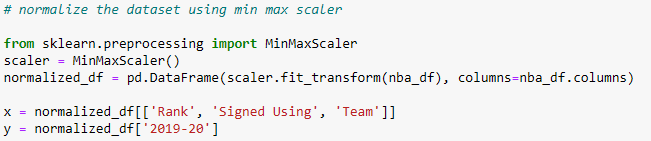 # normalize the dataset using min max scaler
from sklearn.preprocessing import MinMaxScaler
scaler = MinMaxScaler()
normalized_df = pd.DataFrame(scaler.fit_transform(nba_df), columns=nba_df.columns)
x = normalized_df[['Rank', 'Signed Using', 'Team']]
y = normalized_df['2019-20']